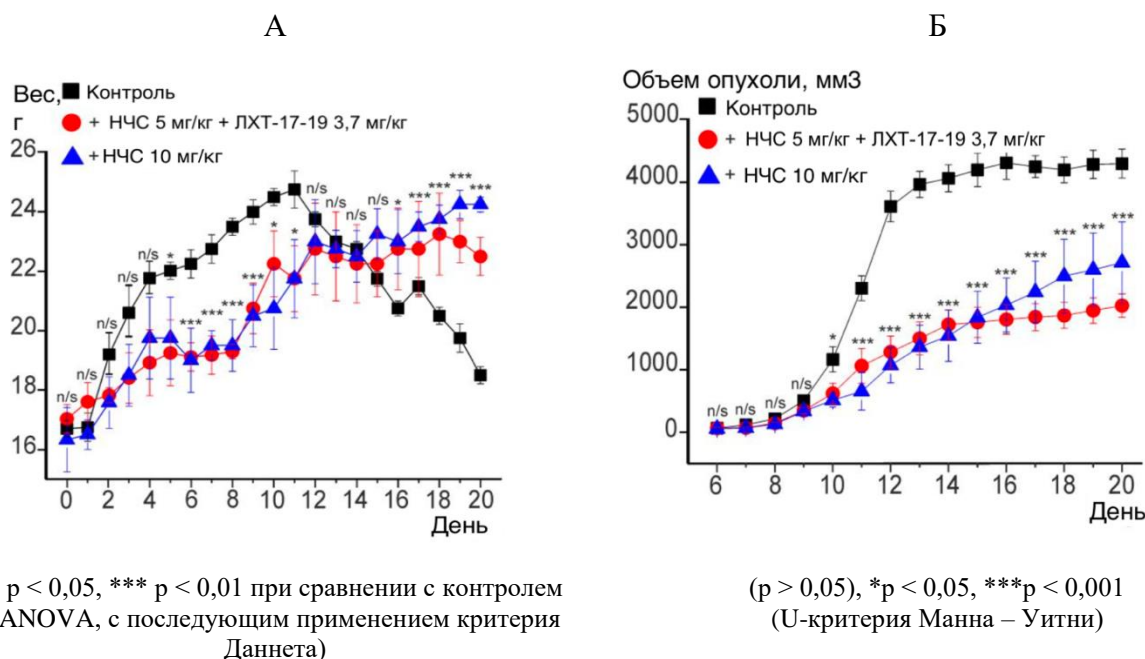 А
Вес, Контроль
г + НЧС 5 мг/кг + ЛХТ-17-19 3,7 мг/кг
+НЧС 10 мг/кг
26
24
22
20
18
16
n/s n/s n/s n/s n/s * *** *** *** *** * * n/s n/s n/s n/s * *** *** *** ***
0 2 4 6 8 10 12 14 16 18 20
День
p < 0,05, *** p < 0,01 при сравнении с контролем
ANOVA, с последующим применением критерия
Даннета)
Б
Объем опухоли, мм3
Контроль
+ НЧС 5 мг/кг + ЛХТ-17-19 3,7 мг/кг
+ НЧС 10 мг/кг
5000
4000
3000
2000
1000
0
n/s n/s n/s n/s * *** *** *** *** *** *** *** *** *** ***
6 8 10 12 14 16 18 20
День
(p > 0,05), *p < 0,05, ***p < 0,001
(U-критерия Манна – Уитни)